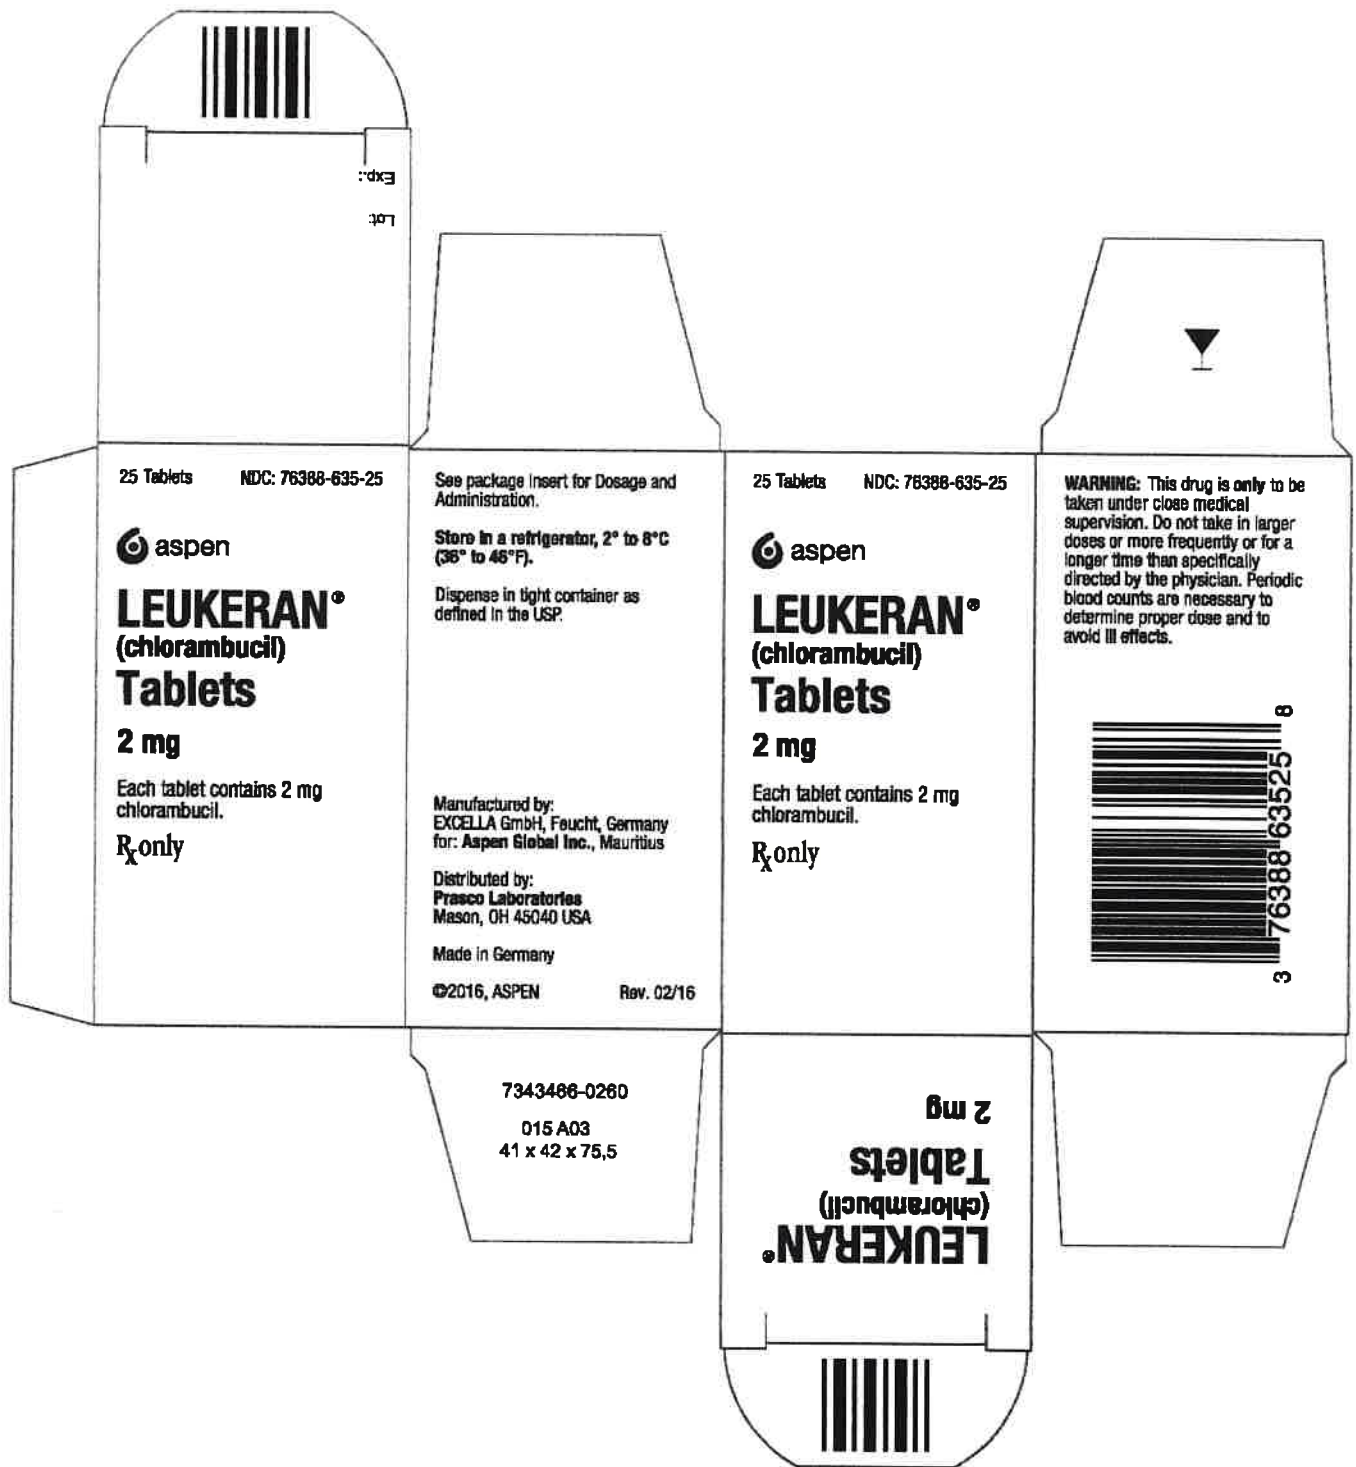 Exp.:
Lot:
25 Tablets NDC: 76388-635-25
aspen
LEUKERAN®
(chlorambucil)
Tablets
2 mg
Each tablet contains 2 mg
chlorambucil.
Rx only
See package insert for Dosage and
Administration.
Store in a refrigerator, 2° to 8°C
(36° to 46°F).
Dispense in tight container as
defined in the USP.
Manufactured by:
EXCELLA GmbH, Feucht, Germany
for: Aspen Global Inc., Mauritius
Distributed by:
Prasco Laboratories
Mason, OH 45040 USA
Made in Germany
©2016, ASPEN Rev. 02/16
7343466-0260
015 A03
41 x 42 x 75,5
25 Tablets NDC: 76388-635-25
aspen
LEUKERAN®
(chlorambucil)
Tablets
2 mg
Each tablet contains 2 mg
chlorambucil.
Rx only
LEUKERAN®
(chlorambucil)
Tablets
2 mg
WARNING: This drug is only to be
taken under close medical
supervision. Do not take in larger
doses or more frequently or for a
longer time than specifically
directed by the physician. Periodic
blood counts are necessary to
determine proper dose and to
avoid ill effects.
3 76388 63525 8